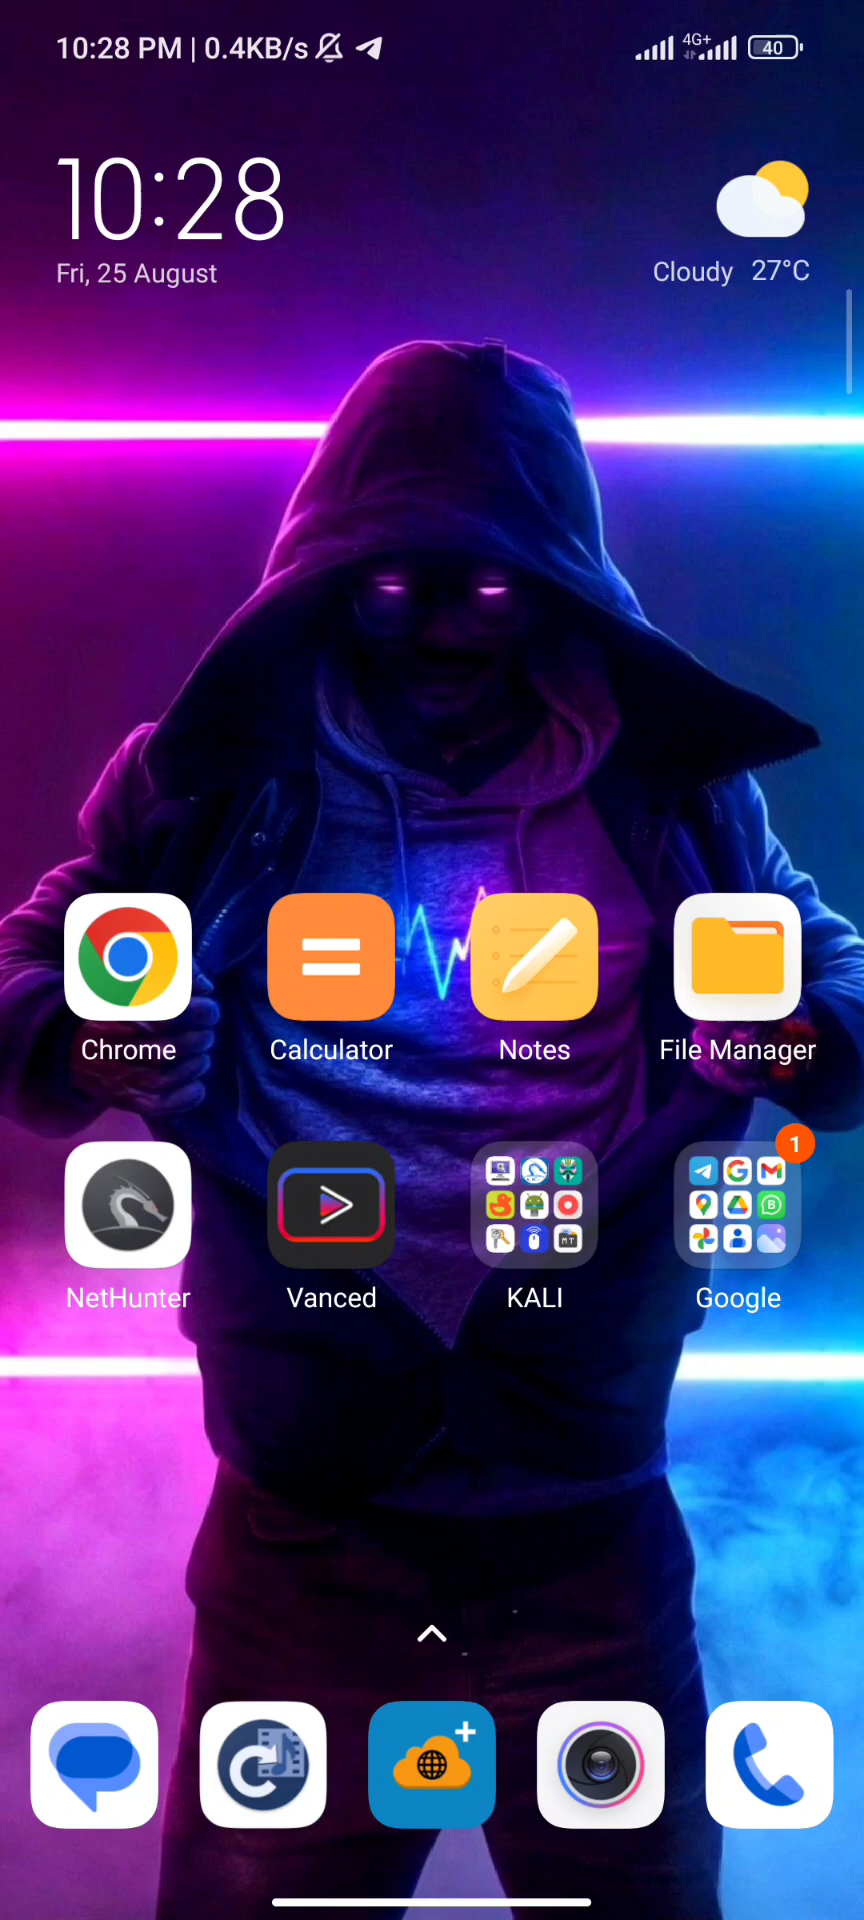 10:28 PM | 0.4KB/s
4G+
40
10:28
Fri, 25 August
Cloudy 27°C
Chrome
Calculator
Notes
File Manager
1
NetHunter
Vanced
KALI
Google